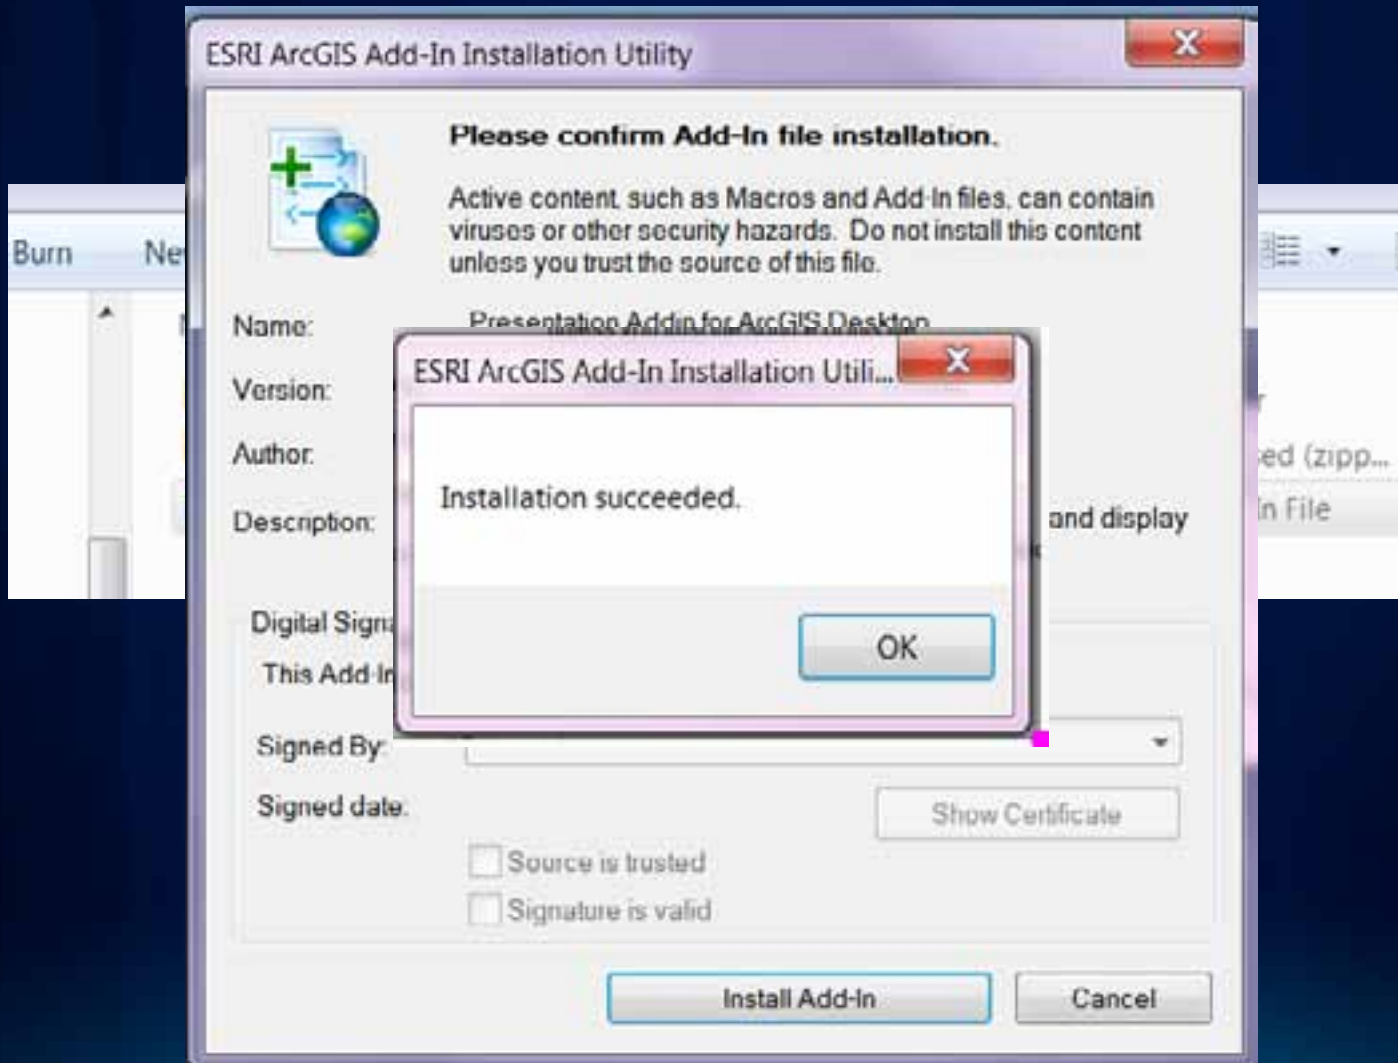 ESRI ArcGIS Add-In Installation Utility
Please confirm Add-In file installation.
Active content, such as Macros and Add-In files, can contain
viruses or other security hazards. Do not install this content
unless you trust the source of this file.
Burn
Name: Presentation Addin for ArcGIS Desktop
ESRI ArcGIS Add-In Installation Utili...
Version:
Author:
sed (zipp...
Installation succeeded.
In File
Description: and display
Digital Signa
OK
This Add-In
Signed By:
Signed date: Show Certificate
Source is trusted
Signature is valid
Install Add-In Cancel